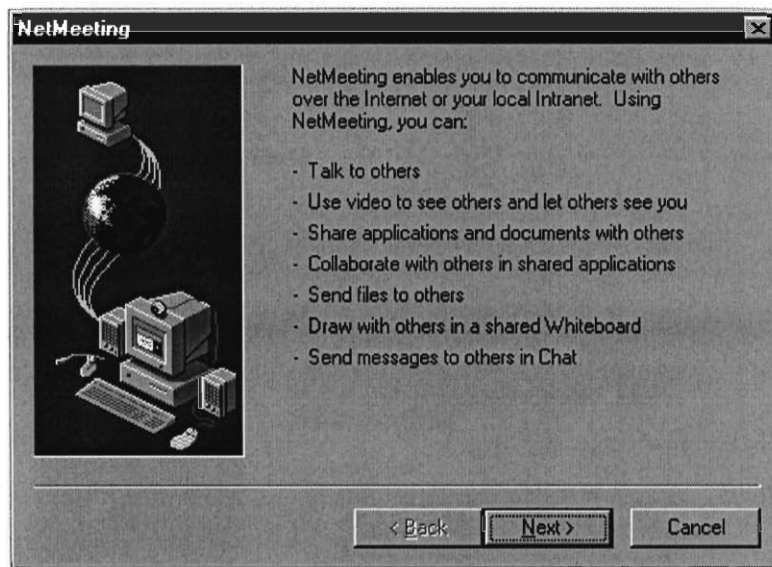 NetMeeting
NetMeeting enables you to communicate with others
over the Internet or your local Intranet. Using
NetMeeting, you can:
- Talk to others
- Use video to see others and let others see you
- Share applications and documents with others
- Collaborate with others in shared applications
- Send files to others
- Draw with others in a shared Whiteboard
- Send messages to others in Chat
< Back
Next >
Cancel